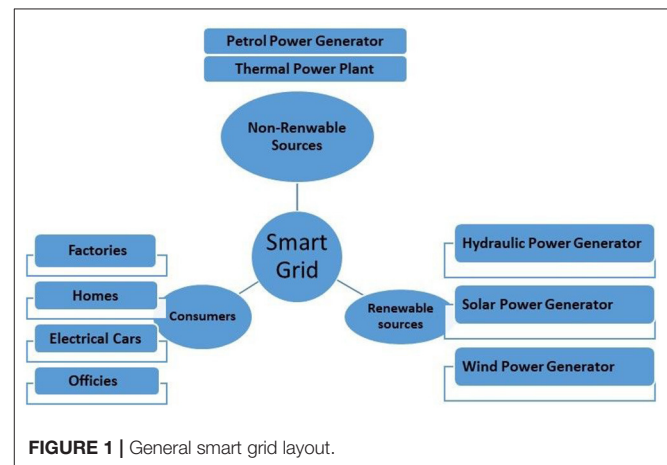 Petrol Power Generator
Thermal Power Plant
Non-Renwable
Sources
Smart
Grid
Factories
Homes
Electrical Cars
Officies
Consumers
Renewable
sources
Hydraulic Power Generator
Solar Power Generator
Wind Power Generator
FIGURE 1 | General smart grid layout.